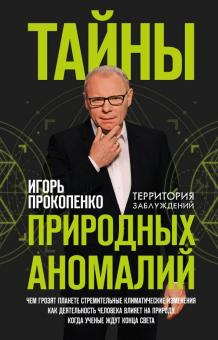 ТАЙНЫ
ИГОРЬ
ПРОКОПЕНКО
ТЕРРИТОРИЯ
ЗАБЛУЖДЕНИЙ
ПРИРОДНЫХ
АНОМАЛИЙ
ЧЕМ ГРОЗЯТ ПЛАНЕТЕ СТРЕМИТЕЛЬНЫЕ КЛИМАТИЧЕСКИЕ ИЗМЕНЕНИЯ
КАК ДЕЯТЕЛЬНОСТЬ ЧЕЛОВЕКА ВЛИЯЕТ НА ПРИРОДУ
КОГДА УЧЕНЫЕ ЖДУТ КОНЦА СВЕТА